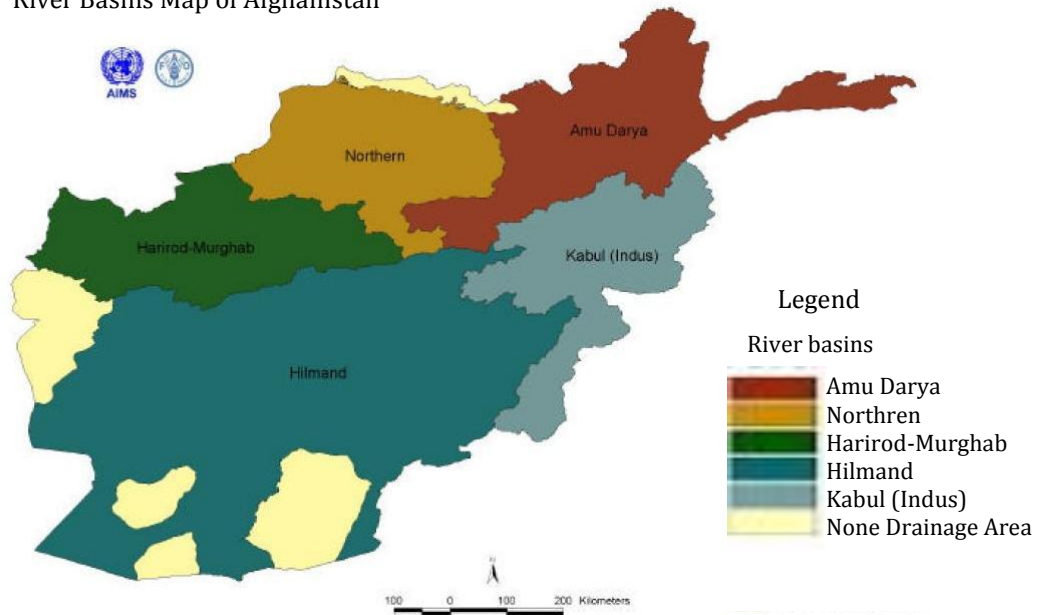 River Basins Map of Afghanistan
AIMS
F A O
Amu Darya
Northern
Harirod-Murghab
Kabul (Indus)
Hilmand
Legend
River basins
Amu Darya
Northren
Harirod-Murghab
Hilmand
Kabul (Indus)
None Drainage Area
N
100 0 100 200 Kilometers